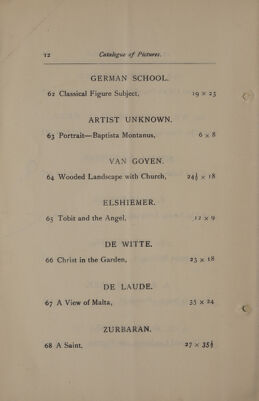 12 Catalogue of Pictures.
GERMAN SCHOOL.
62 Classical Figure Subject, 19 × 25
ARTIST UNKNOWN.
63 Portrait—Baptista Montanus, 6 × 8
VAN GOYEN.
64 Wooded Landscape with Church, 24½ × 18
ELSHIEMER.
65 Tobit and the Angel, 12 × 9
DE WITTE.
66 Christ in the Garden, 25 × 18
DE LAUDE.
67 A View of Malta, 35 × 24
ZURBARAN.
68 A Saint. 27 × 35½